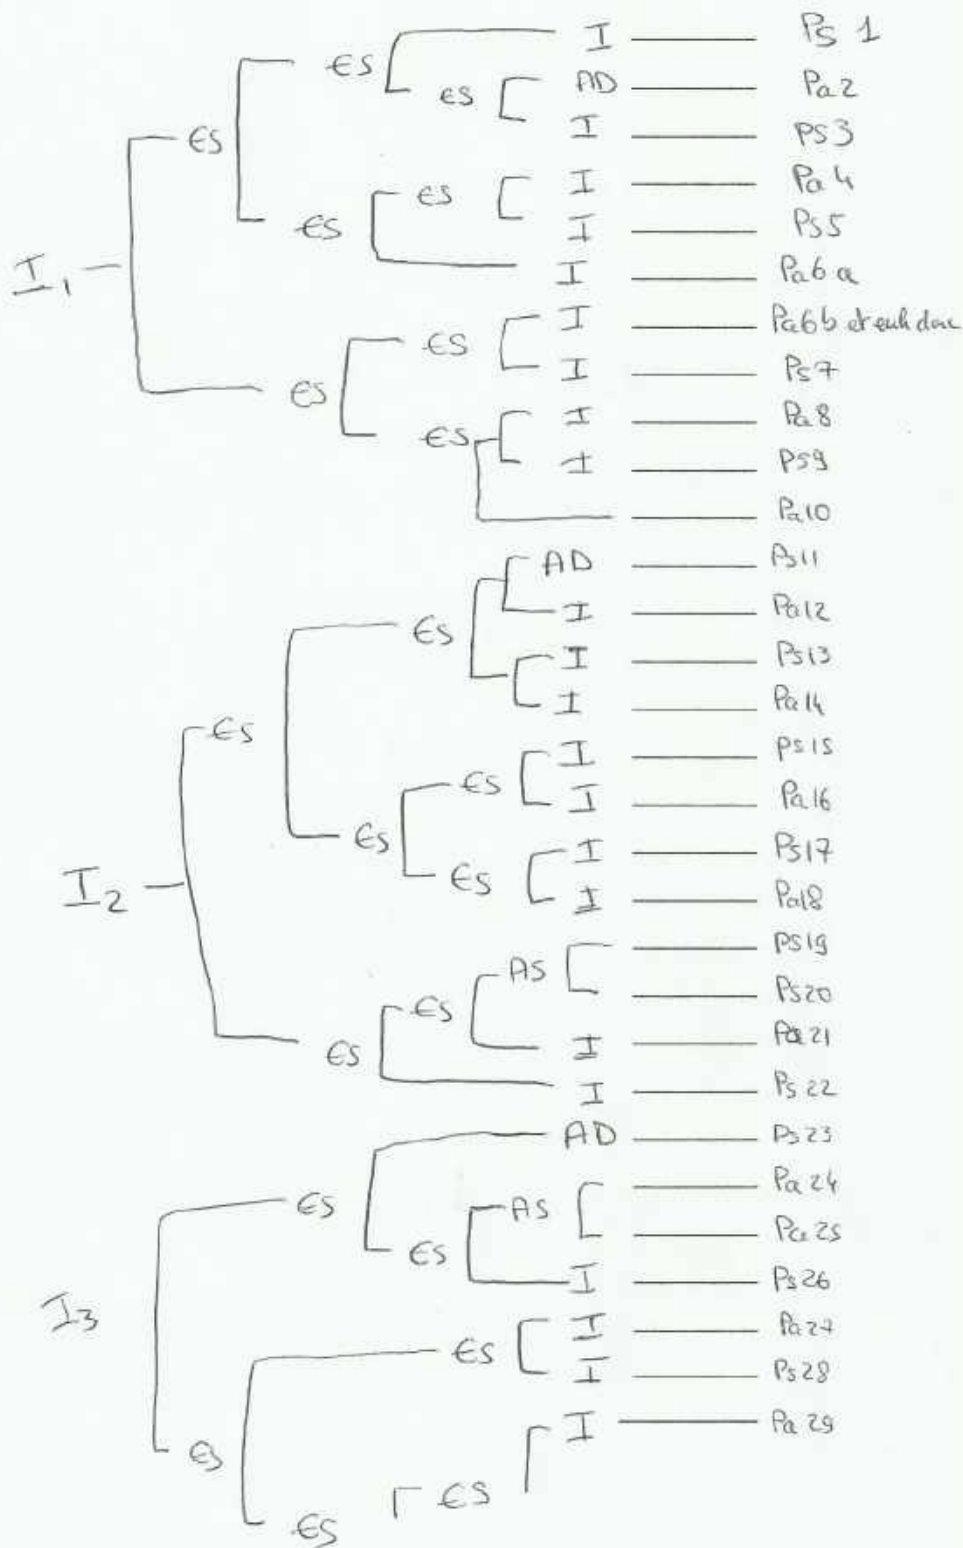 I Ps 1
ES
ES AD Pa2
ES I Ps3
ES I Pa4
ES I Ps5
I1 I Pa6a
I Pa6b et
ES
ES I Ps7
I Pa8
ES
I Ps9
Pa10
AD Ps11
I Pa12
ES
I Ps13
I Pa14
ES
I Ps15
ES
I Pa16
ES
I Ps17
ES
I2 I Pa18
Ps19
AS
Ps20
ES
I Pa21
ES
I Ps22
AD Ps23
Pa24
ES AS
Pa25
ES
I Ps26
I3
I Pa27
ES
I Ps28
I Pa29
ES
ES
ES